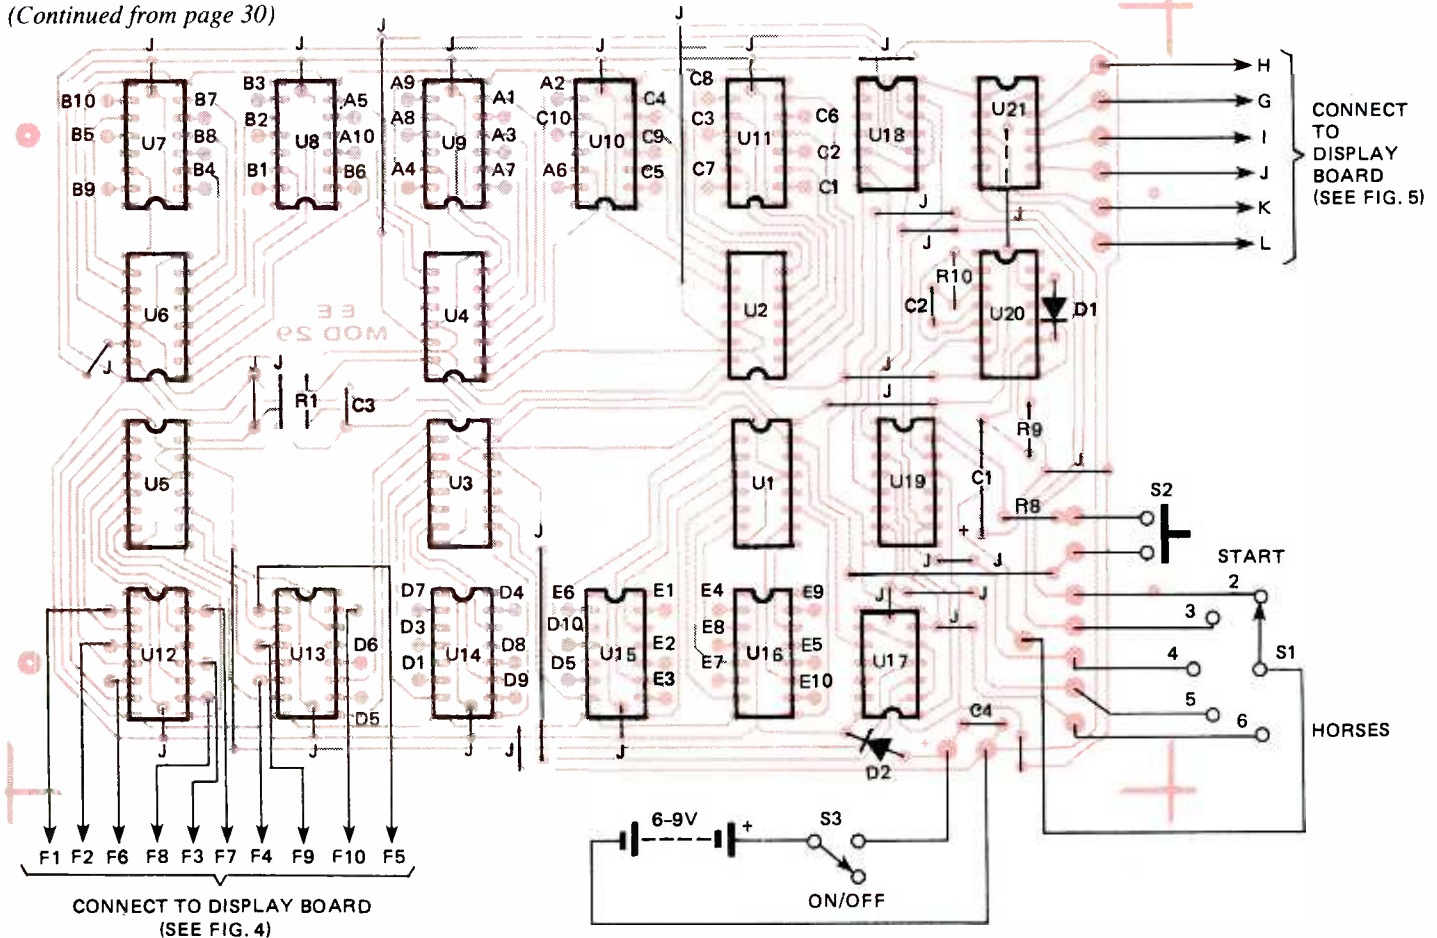 (Continued from page 30)
J J J J J J J
B10 B5 B9 U7 B7 B8 B4
B3 B2 B1 U8 A5 A10 B6
A9 A8 A4 U9 A1 A3 A7
A2 C10 A6 U10 C4 C9 C5
C8 C3 C7 U11 C6 C2 C1
U18 U21
H
G
I
J
K
L
CONNECT
TO
DISPLAY
BOARD
(SEE FIG. 5)
J J J
U6 U4 U2 R10 C2 U20 D1
EE
MOD 29
J J J R1 C3 J J
U5 U3 U1 U19 C1 + R9 J R8
S2
J J J
START
2
3
4
5
6
S1
HORSES
U12 U13 D6 D5
D7 D3 D1 U14 D4 D8 D9
E6 D10 D5 U15 E1 E2 E3
E4 E8 E7 U16 E9 E5 E10
J U17 J J
C4 + D2
J J J J J
F1 F2 F6 F8 F3 F7 F4 F9 F10 F5
CONNECT TO DISPLAY BOARD
(SEE FIG. 4)
6-9V + S3
ON/OFF